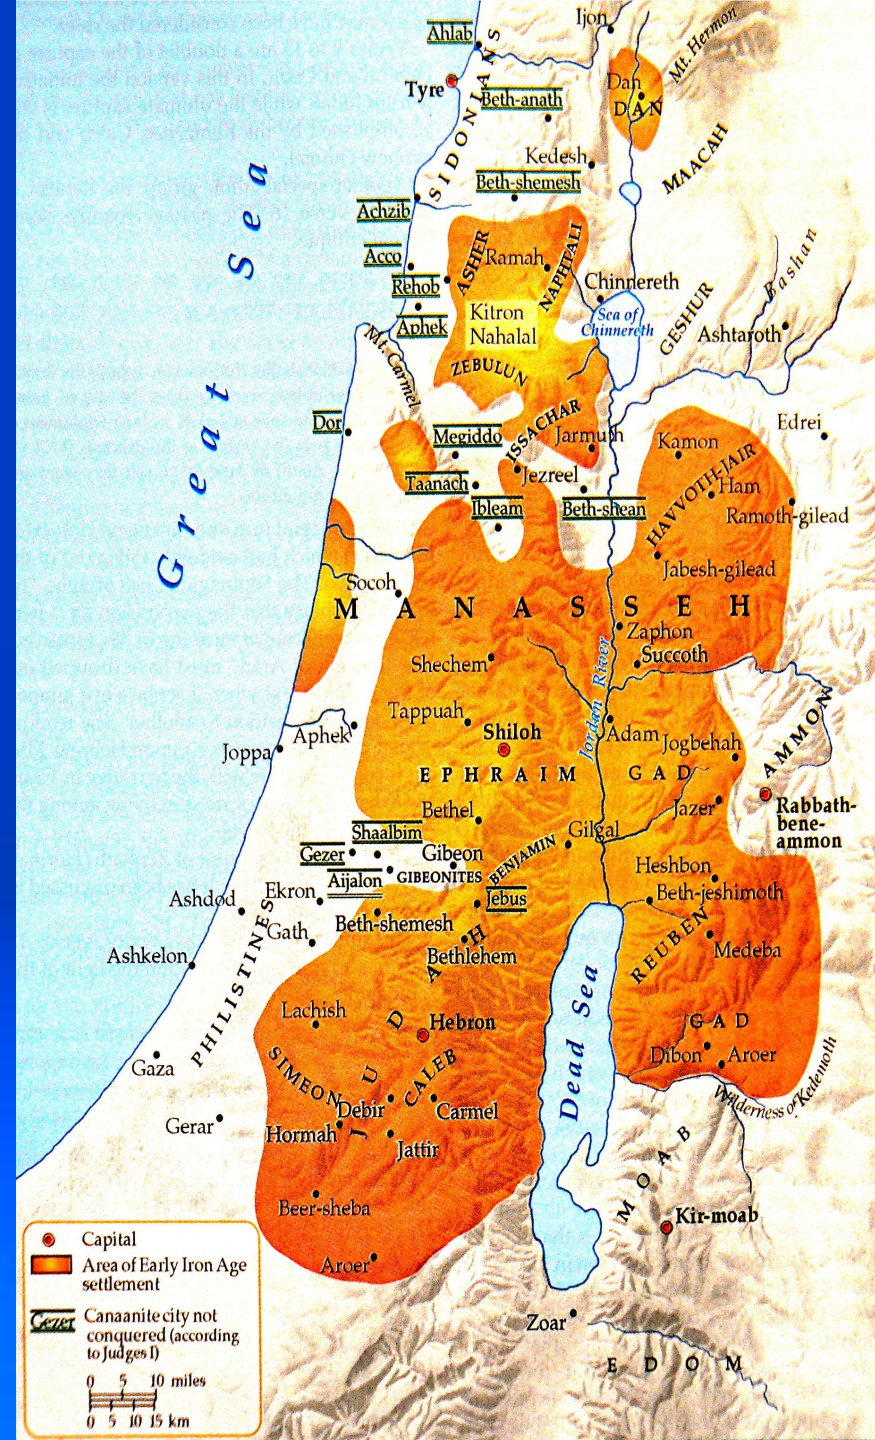 Ijon
Ahlab
Mt. Hermon
Tyre
Dan
DAN
Beth-anath
SIDONIANS
Kedesh
MAACAH
Beth-shemesh
Achzib
Great Sea
ASHER
Ramah
NAPHTALI
Acco
Bashan
Rehob
Chinnereth
Kitron
Nahalal
Sea of
Chinnereth
GESHUR
Aphek
Ashtaroth
Mt. Carmel
ZEBULUN
ISSACHAR
Dor
Megiddo
Jarmuth
Kamon
Edrei
Taanach
Jezreel
HAVVOTH-JAIR
Ham
Ibleam
Beth-shean
Ramoth-gilead
Jabesh-gilead
Socoh
MANASSEH
Zaphon
Shechem
Succoth
Jordan River
Tappuah
AMMON
Joppa
Aphek
Shiloh
Adam
Jogbehah
EPHRAIM
GAD
Bethel
Jazer
Rabbath-
bene-
ammon
Shaalbim
Gilgal
Gezer
Gibeon
BENJAMIN
Aijalon
GIBEONITES
Heshbon
Ekron
Ashdod
Jebus
Beth-jeshimoth
Beth-shemesh
Gath
REUBEN
Ashkelon
Bethlehem
Medeba
PHILISTINES
JUDAH
Dead Sea
Lachish
Hebron
GAD
Gaza
SIMEON
CALEB
Dibon
Aroer
Wilderness of Kedemoth
Debir
Carmel
Gerar
Hormah
Jattir
MOAB
Beer-sheba
Kir-moab
Aroer
Zoar
EDOM
Capital
Area of Early Iron Age
settlement
Gezer
Canaanite city not
conquered (according
to Judges I)
0 5 10 miles
0 5 10 15 km